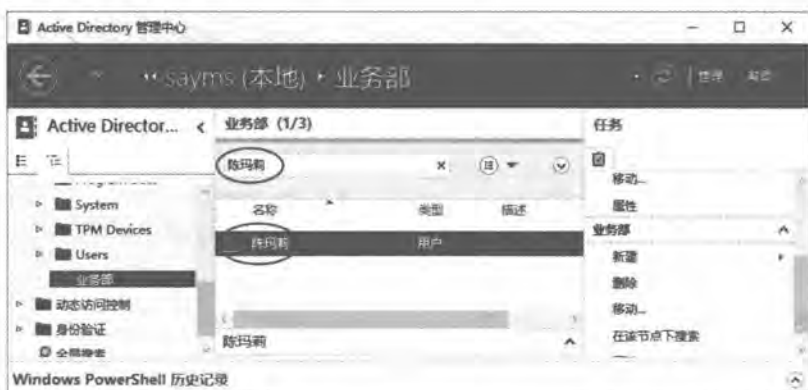 Active Directory 管理中心
sayms (本地) 业务部
管理
Active Director...
业务部 (1/3)
任务
陈玛莉
移动...
System
名称 类型 描述
属性
TPM Devices
陈玛莉 用户
业务部
Users
新建
业务部
删除
动态访问控制
移动...
身份验证
陈玛莉
在该节点下搜索
全局搜索
Windows PowerShell 历史记录